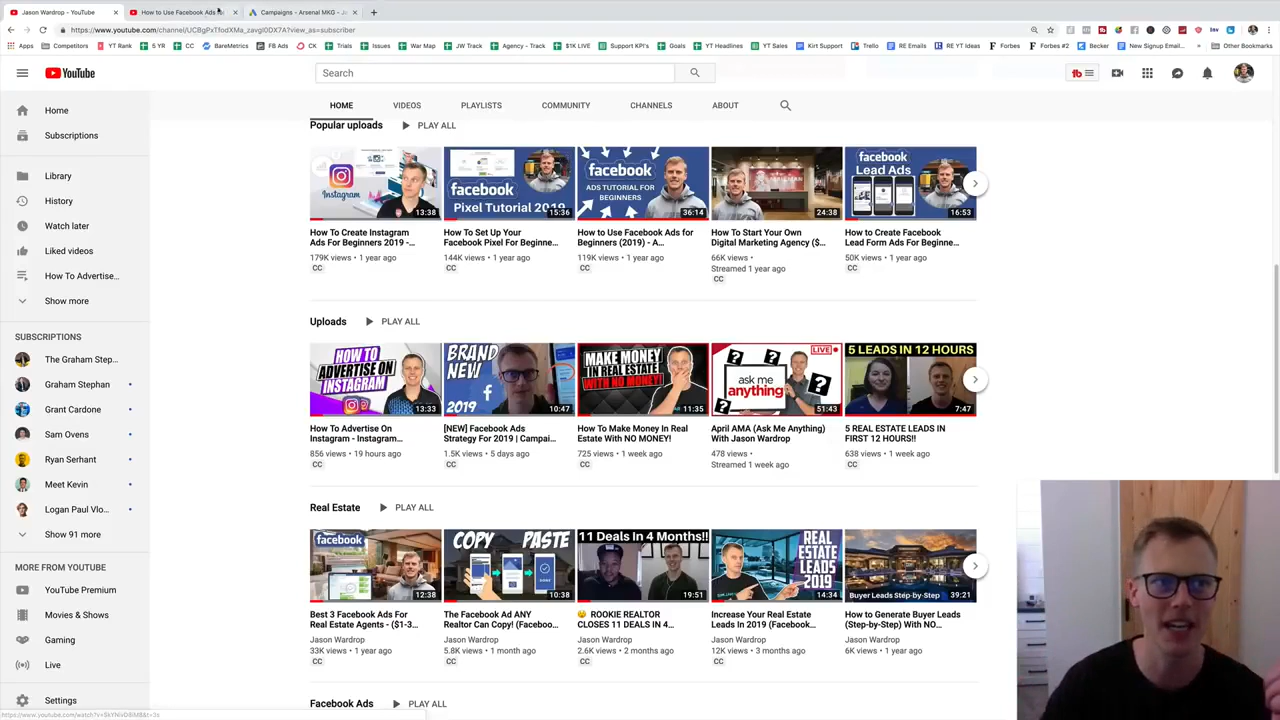 Jason Wardrop - YouTube
How to Use Facebook Ads
Campaigns - Arsenal MKG -
https://www.youtube.com/channel/UCBgPxTfodXMa_zavgI0DX7A?view_as=subscriber
Apps Competitors YT Rank 5 YR CC BareMetrics FB Ads CK Trials Issues War Map JW Track Agency - Track $1K LIVE Support KPI's Goals YT Headlines YT Sales Kirt Support Trello RE Emails RE YT Ideas Forbes Forbes #2 Becker New Signup Email... Other Bookmarks
YouTube
Search
HOME VIDEOS PLAYLISTS COMMUNITY CHANNELS ABOUT
Home
Subscriptions
Library
History
Watch later
Liked videos
How To Advertise...
Show more
SUBSCRIPTIONS
The Graham Step...
Graham Stephan
Grant Cardone
Sam Ovens
Ryan Serhant
Meet Kevin
Logan Paul Vlo...
Show 91 more
MORE FROM YOUTUBE
YouTube Premium
Movies & Shows
Gaming
Live
Settings
Popular uploads PLAY ALL
Instagram
13:38
How To Create Instagram
Ads For Beginners 2019 -...
179K views • 1 year ago
CC
facebook
Pixel Tutorial 2019
15:36
How To Set Up Your
Facebook Pixel For Beginne...
144K views • 1 year ago
CC
facebook
ADS TUTORIAL FOR
BEGINNERS
36:14
How to Use Facebook Ads for
Beginners (2019) - A...
119K views • 1 year ago
CC
24:38
How To Start Your Own
Digital Marketing Agency ($...
66K views •
Streamed 1 year ago
CC
facebook
Lead Ads
16:53
How to Create Facebook
Lead Form Ads For Beginne...
50K views • 1 year ago
CC
Uploads PLAY ALL
HOW TO
ADVERTISE ON
INSTAGRAM
13:33
How To Advertise On
Instagram - Instagram...
856 views • 19 hours ago
CC
BRAND
NEW!
2019
10:47
[NEW] Facebook Ads
Strategy For 2019 | Campai...
1.5K views • 5 days ago
CC
MAKE MONEY
IN REAL ESTATE
WITH NO MONEY!
11:35
How To Make Money In Real
Estate With NO MONEY!
725 views • 1 week ago
CC
LIVE
ask me
anything
51:43
April AMA (Ask Me Anything)
With Jason Wardrop
478 views •
Streamed 1 week ago
CC
5 LEADS IN 12 HOURS
7:47
5 REAL ESTATE LEADS IN
FIRST 12 HOURS!!
638 views • 1 week ago
CC
Real Estate PLAY ALL
facebook
12:38
Best 3 Facebook Ads For
Real Estate Agents - ($1-3...
Jason Wardrop
33K views • 1 year ago
CC
COPY PASTE
10:38
The Facebook Ad ANY
Realtor Can Copy! (Faceboo...
Jason Wardrop
5.8K views • 1 month ago
CC
11 Deals In 4 Months!!
19:51
ROOKIE REALTOR
CLOSES 11 DEALS IN 4...
Jason Wardrop
2.6K views • 2 months ago
CC
REAL
ESTATE
LEADS
2019
14:34
Increase Your Real Estate
Leads In 2019 (Facebook...
Jason Wardrop
12K views • 3 months ago
CC
Buyer Leads Step-by-Step
39:21
How to Generate Buyer Leads
(Step-by-Step) With NO...
Jason Wardrop
6K views • 1 year ago
Facebook Ads PLAY ALL